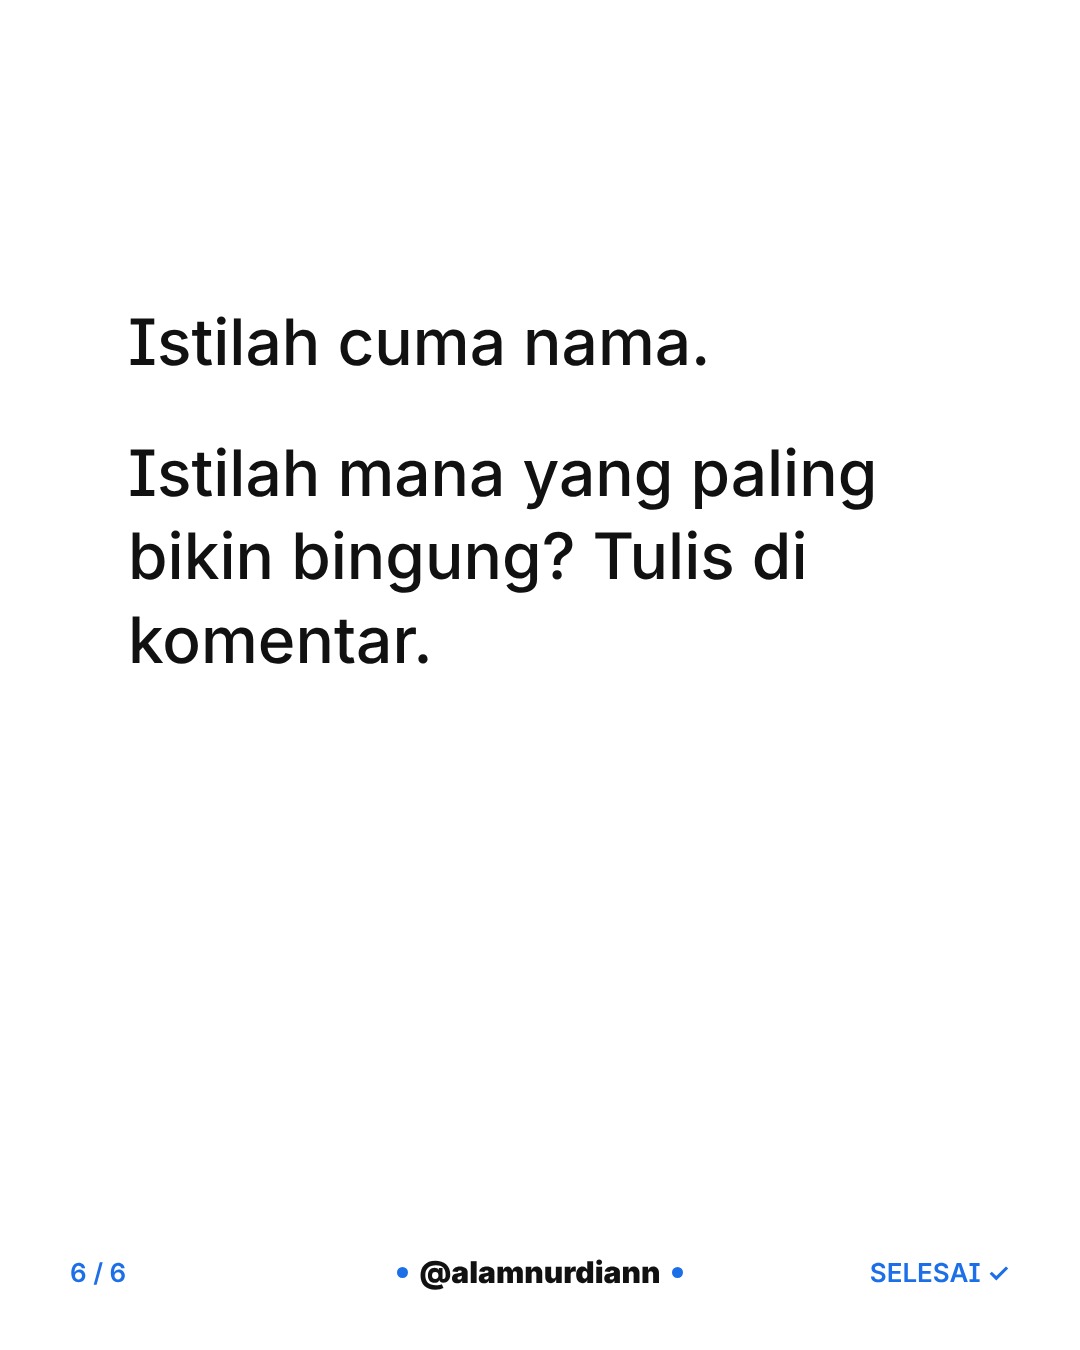 Istilah cuma nama.
Istilah mana yang paling
bikin bingung? Tulis di
komentar.
6 / 6
• @alamnurdiann •
SELESAI ✓